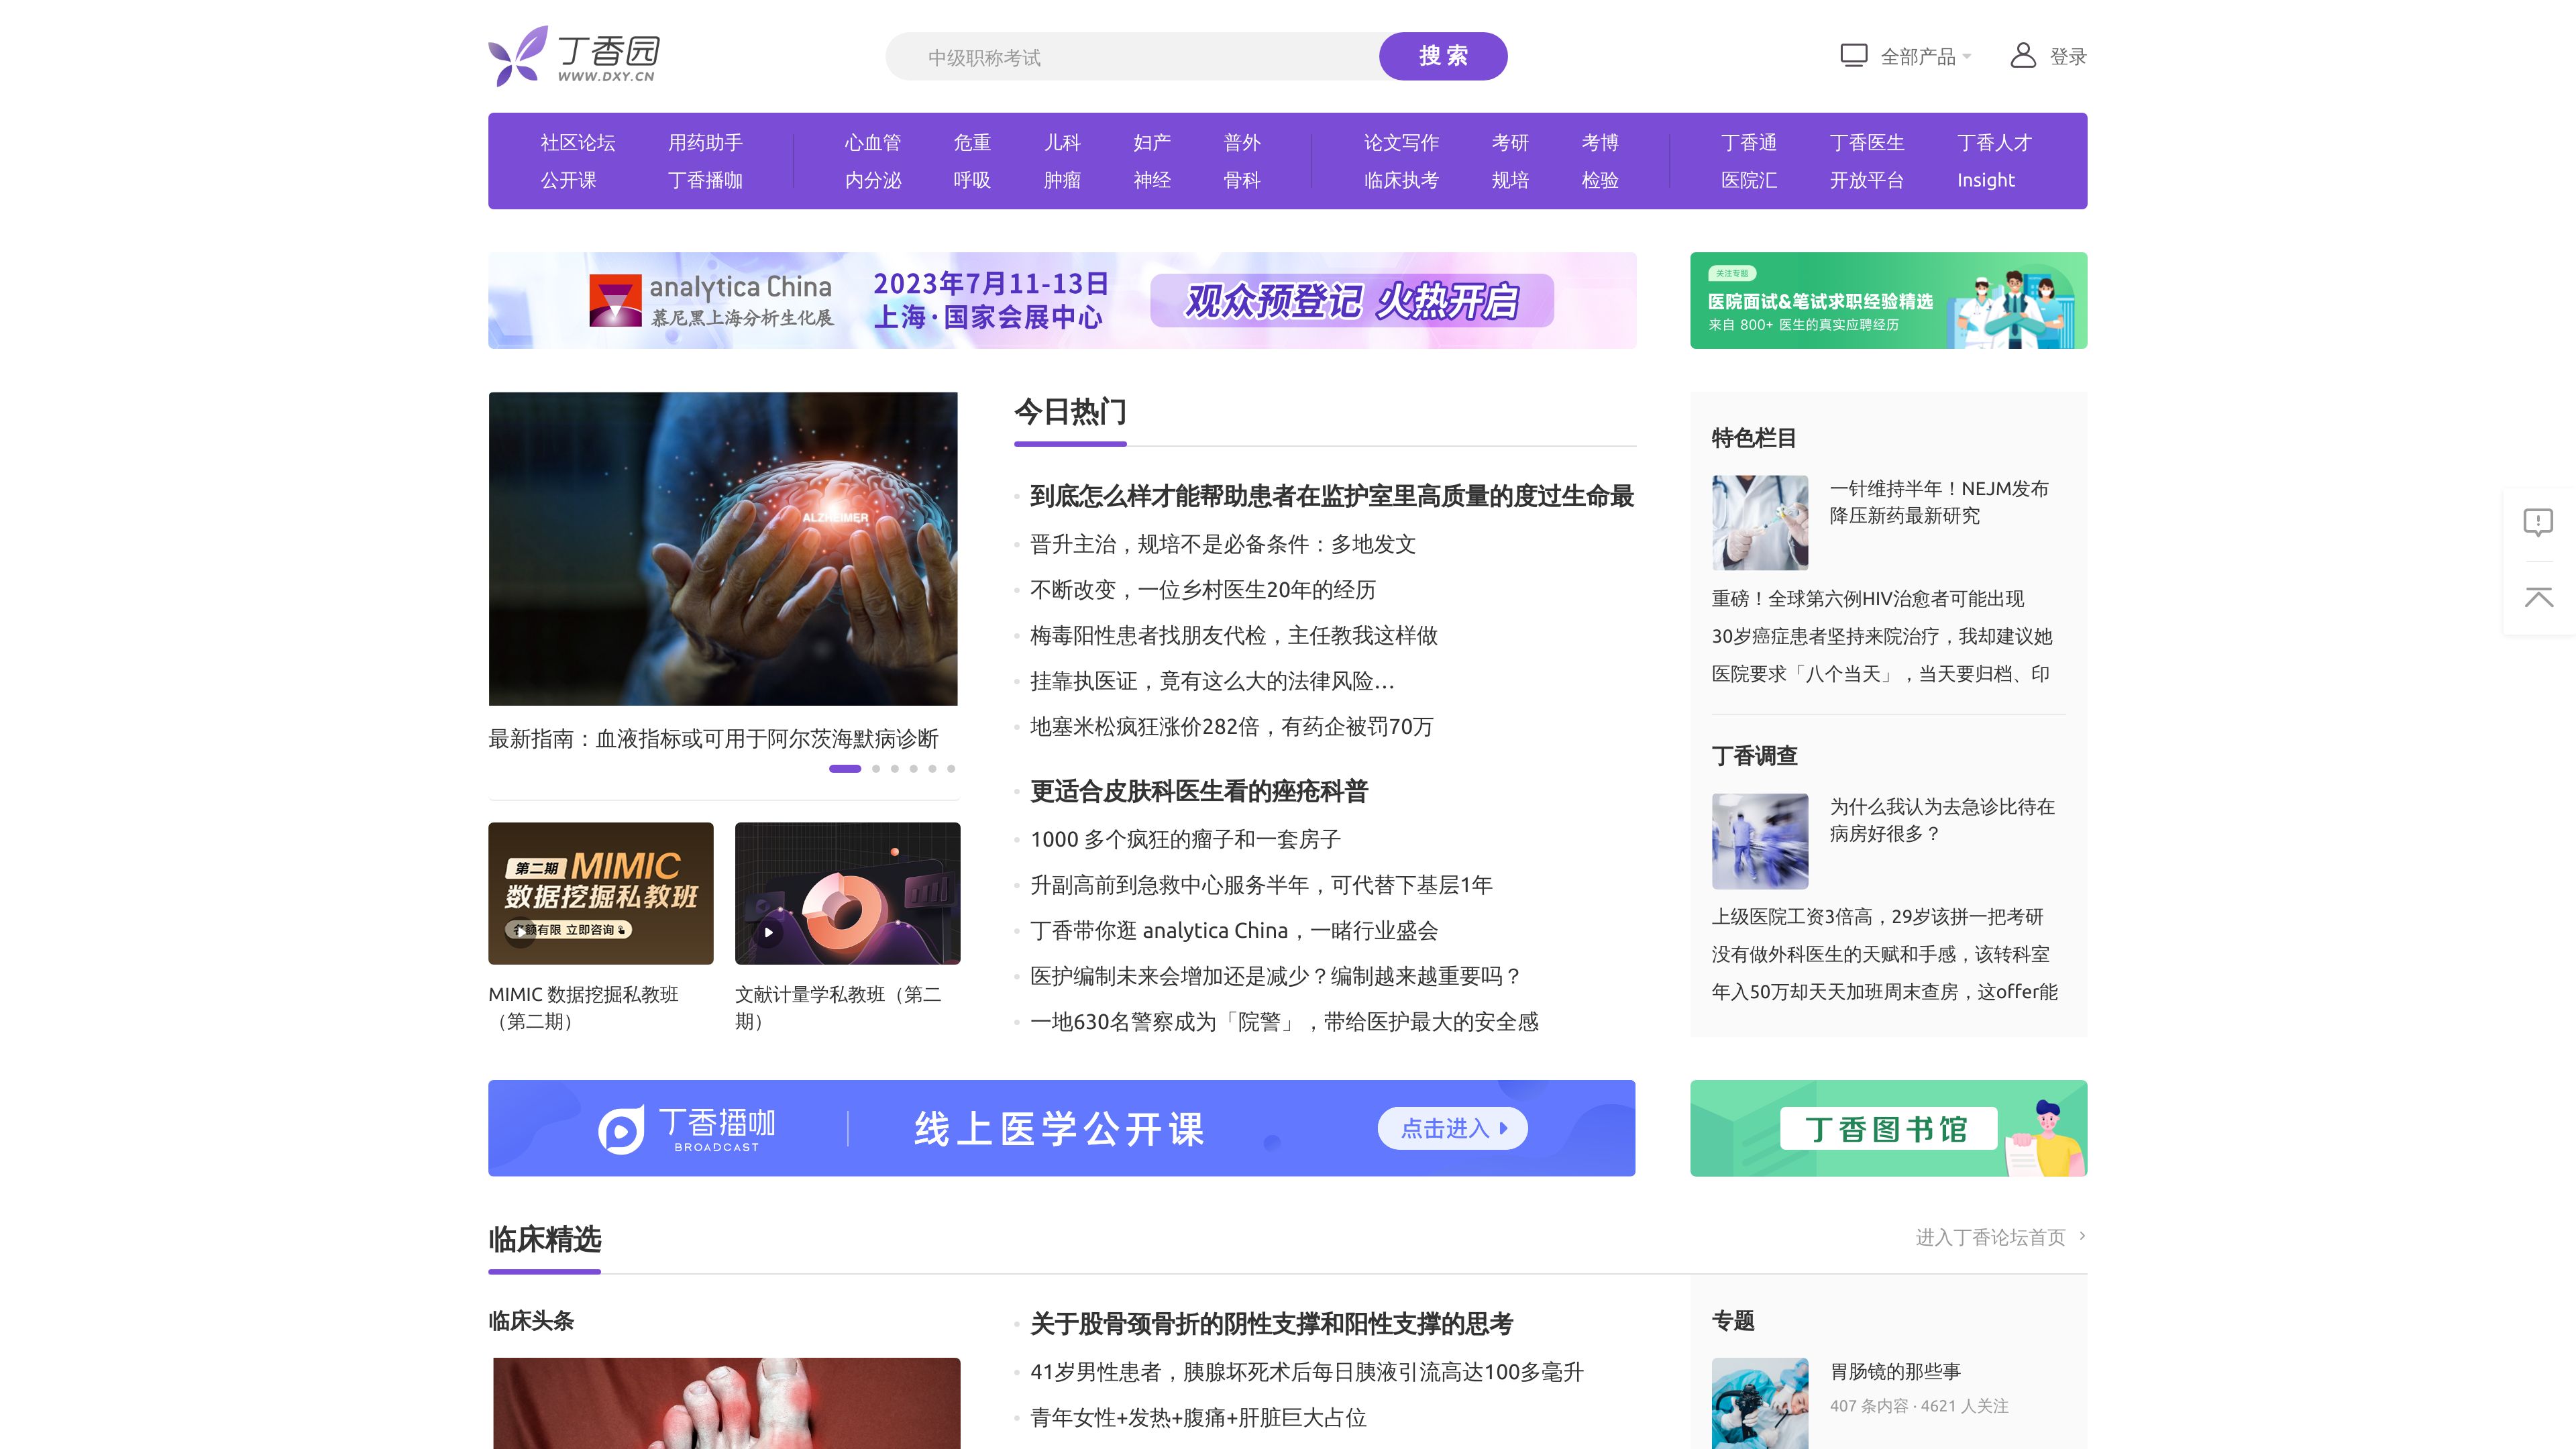 丁香园
WWW.DXY.CN
中级职称考试
搜 索
全部产品
登录
社区论坛 用药助手 心血管 危重 儿科 妇产 普外 论文写作 考研 考博 丁香通 丁香医生 丁香人才
公开课 丁香播咖 内分泌 呼吸 肿瘤 神经 骨科 临床执考 规培 检验 医院汇 开放平台 Insight
analytica China
慕尼黑上海分析生化展
2023年7月11-13日
上海·国家会展中心
观众预登记 火热开启
关注专题
医院面试&笔试求职经验精选
来自 800+ 医生的真实应聘经历
ALZHEIMER
最新指南：血液指标或可用于阿尔茨海默病诊断
第二期 MIMIC
数据挖掘私教班
名额有限 立即咨询
MIMIC 数据挖掘私教班
（第二期）
文献计量学私教班（第二
期）
今日热门
到底怎么样才能帮助患者在监护室里高质量的度过生命最
晋升主治，规培不是必备条件：多地发文
不断改变，一位乡村医生20年的经历
梅毒阳性患者找朋友代检，主任教我这样做
挂靠执医证，竟有这么大的法律风险…
地塞米松疯狂涨价282倍，有药企被罚70万
更适合皮肤科医生看的痤疮科普
1000 多个疯狂的瘤子和一套房子
升副高前到急救中心服务半年，可代替下基层1年
丁香带你逛 analytica China，一睹行业盛会
医护编制未来会增加还是减少？编制越来越重要吗？
一地630名警察成为「院警」，带给医护最大的安全感
特色栏目
一针维持半年！NEJM发布
降压新药最新研究
重磅！全球第六例HIV治愈者可能出现
30岁癌症患者坚持来院治疗，我却建议她
医院要求「八个当天」，当天要归档、印
丁香调查
为什么我认为去急诊比待在
病房好很多？
上级医院工资3倍高，29岁该拼一把考研
没有做外科医生的天赋和手感，该转科室
年入50万却天天加班周末查房，这offer能
丁香播咖
BROADCAST
线上医学公开课
点击进入
丁香图书馆
临床精选
进入丁香论坛首页
临床头条
关于股骨颈骨折的阴性支撑和阳性支撑的思考
41岁男性患者，胰腺坏死术后每日胰液引流高达100多毫升
青年女性+发热+腹痛+肝脏巨大占位
专题
胃肠镜的那些事
407 条内容 · 4621 人关注